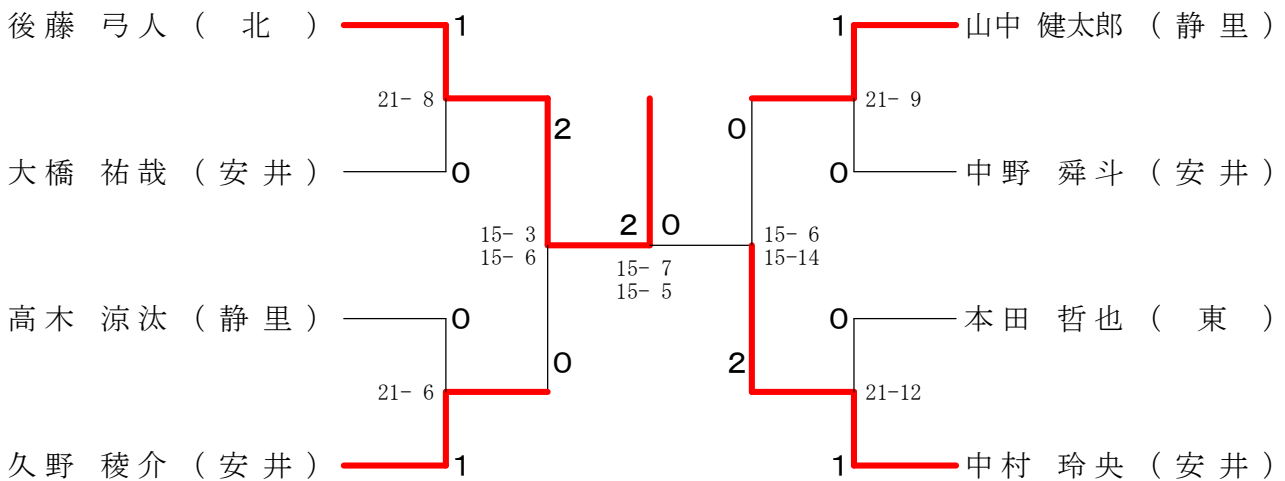 後藤 弓人 ( 北 ) 1 1 山中 健太郎 ( 静 里 )
21- 8 21- 9
2 0
大橋 祐哉 ( 安井 ) 0 0 中野 舜斗 ( 安井 )
2 0
15- 3 15- 6
15- 6 15-14
15- 7
15- 5
高木 涼汰 ( 静里 ) 0 0 本田 哲也 ( 東 )
0 2
21- 6 21-12
久野 稜介 ( 安井 ) 1 1 中村 玲央 ( 安井 )